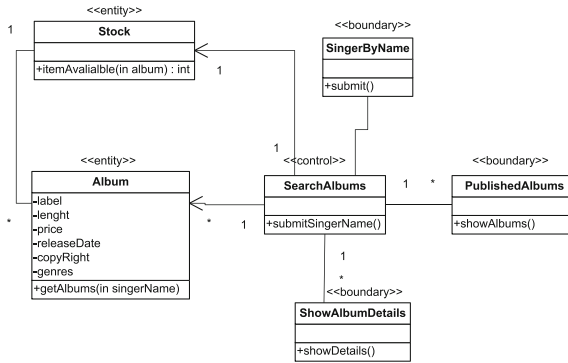 <<entity>>
1
Stock
+itemAvalialble(in album) : int
1
<<boundary>>
SingerByName
+submit()
<<entity>>
Album
-label
-lenght
-price
-releaseDate
-copyRight
-genres
+getAlbums(in singerName)
*
*
1
1
<<control>>
SearchAlbums
+submitSingerName()
1
*
<<boundary>>
PublishedAlbums
+showAlbums()
1
*
<<boundary>>
ShowAlbumDetails
+showDetails()